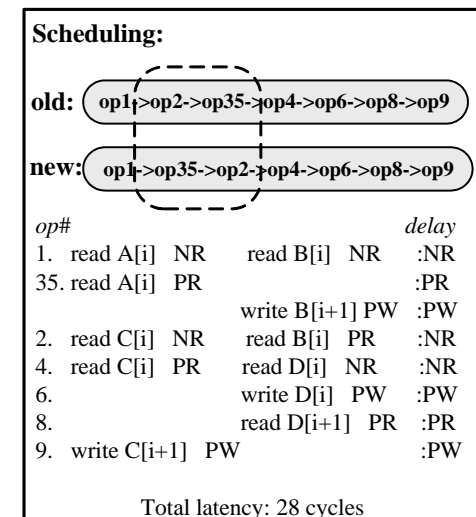 Scheduling:
old: op1->op2->op35->op4->op6->op8->op9
new: op1->op35->op2->op4->op6->op8->op9
op# delay
1. read A[i] NR read B[i] NR :NR
35. read A[i] PR :PR
write B[i+1] PW :PW
2. read C[i] NR read B[i] PR :NR
4. read C[i] PR read D[i] NR :NR
6. write D[i] PW :PW
8. read D[i+1] PR :PR
9. write C[i+1] PW :PW
Total latency: 28 cycles